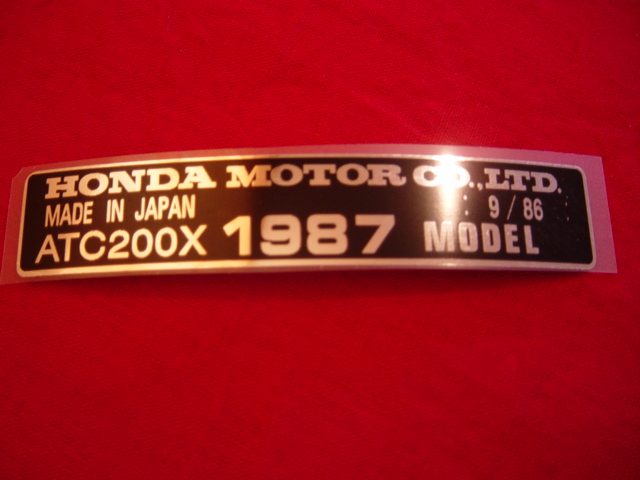 HONDA MOTOR CO.,LTD.
MADE IN JAPAN : 9 / 86
ATC200X 1987 MODEL